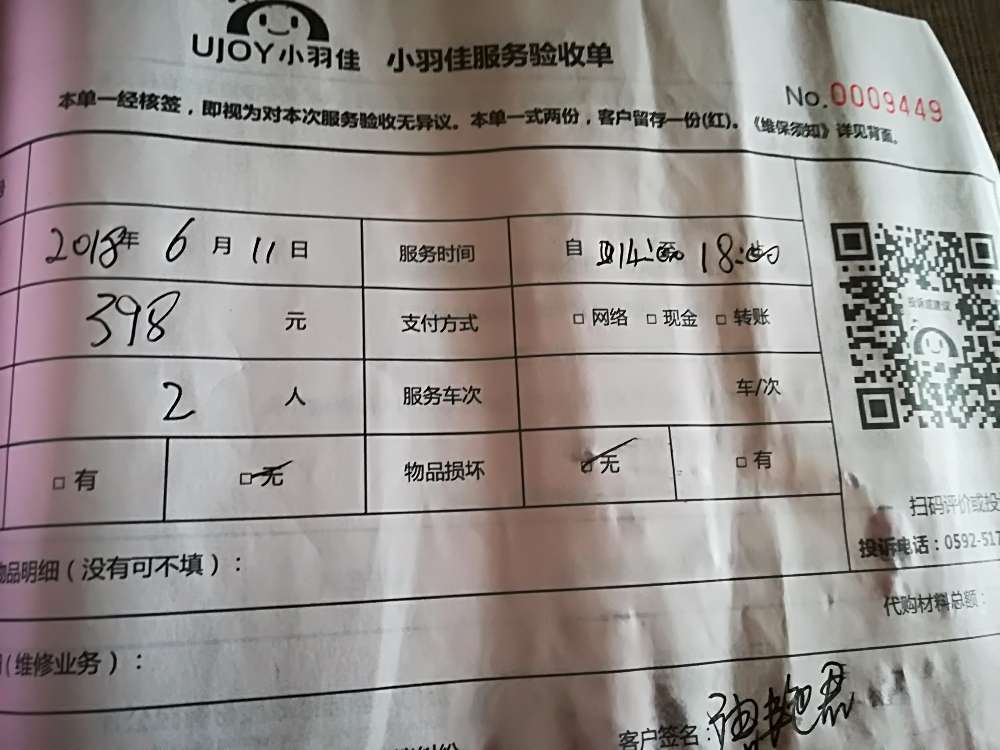 UJOY小羽佳 小羽佳服务验收单
No.0009449
本单一经核签，即视为对本次服务验收无异议。本单一式两份，客户留存一份(红)。《维保须知》详见背面。
2018年 6 月 11 日 服务时间 自 14:00 18:00
398 元 支付方式 □ 网络 □ 现金 □ 转账
投诉或建议
2 人 服务车次 车/次
□ 有 □ 无 物品损坏 □ 无 □ 有
扫码评价或投
投诉电话：0592-517
品明细（没有可不填）：
代购材料总额：
（维修业务）：
客户签名：